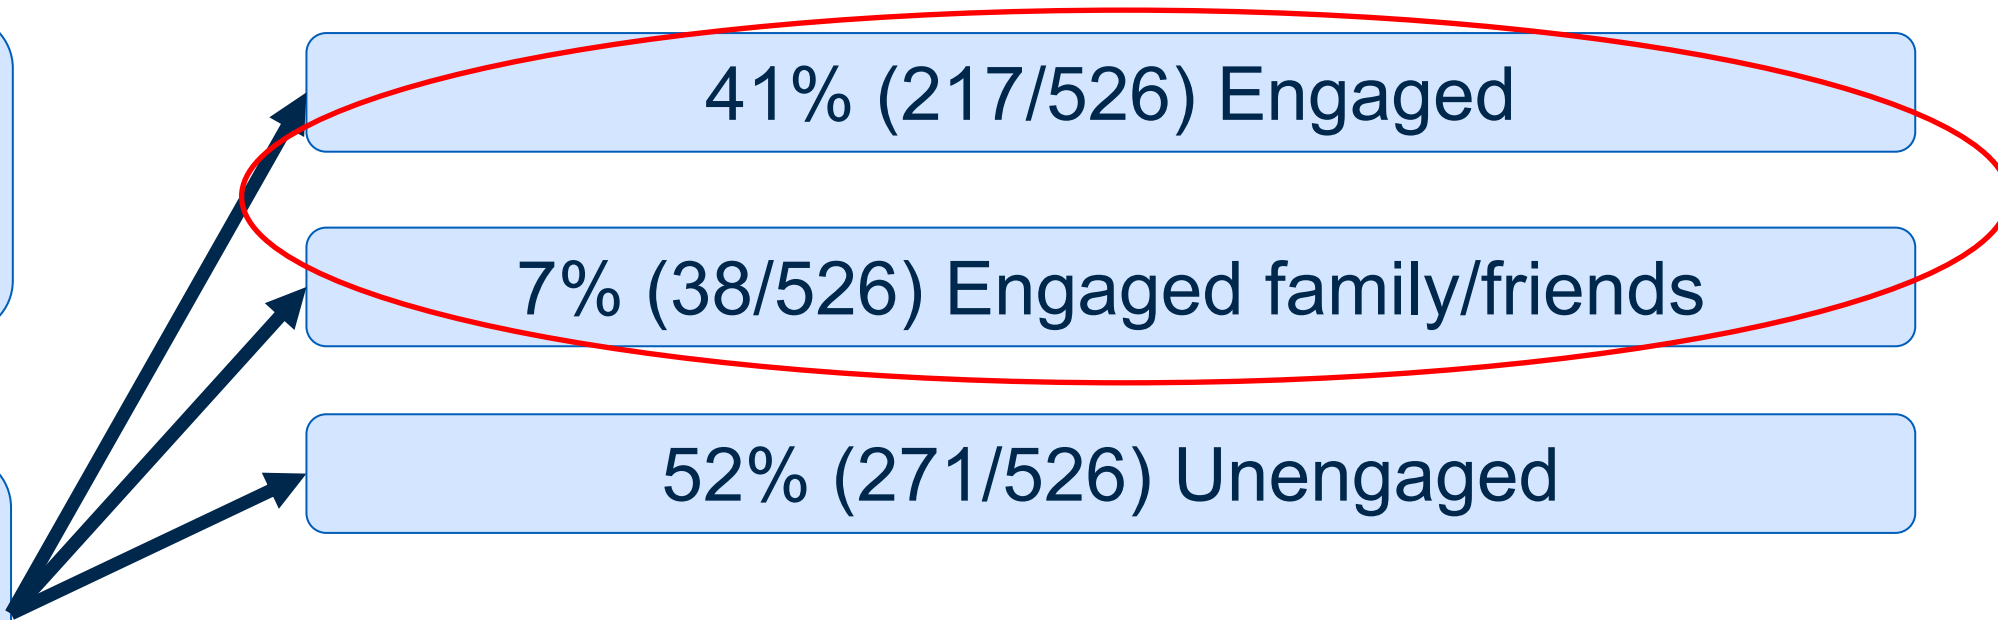 41% (217/526) Engaged
7% (38/526) Engaged family/friends
52% (271/526) Unengaged